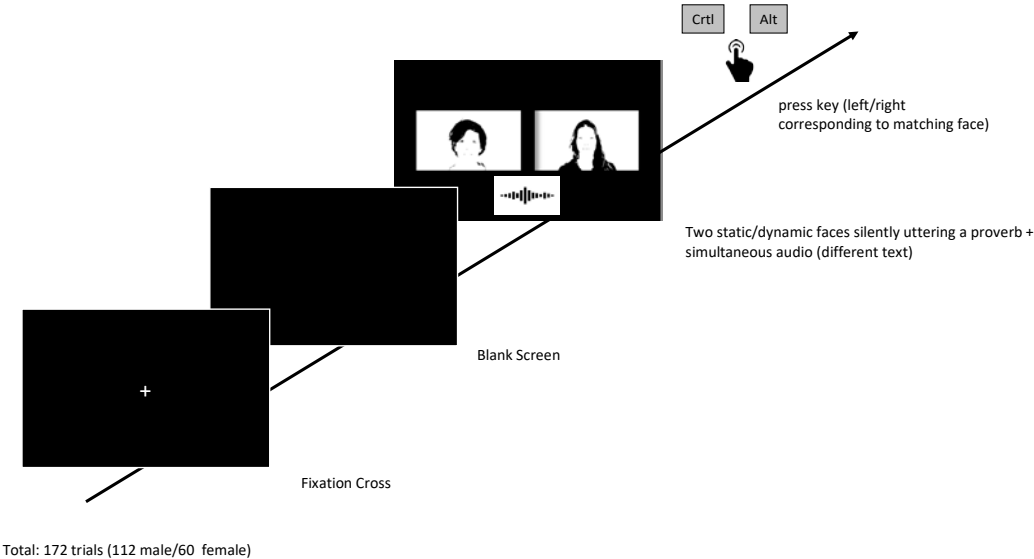 Crtl
Alt
press key (left/right
corresponding to matching face)
Two static/dynamic faces silently uttering a proverb +
simultaneous audio (different text)
Blank Screen
+
Fixation Cross
Total: 172 trials (112 male/60 female)